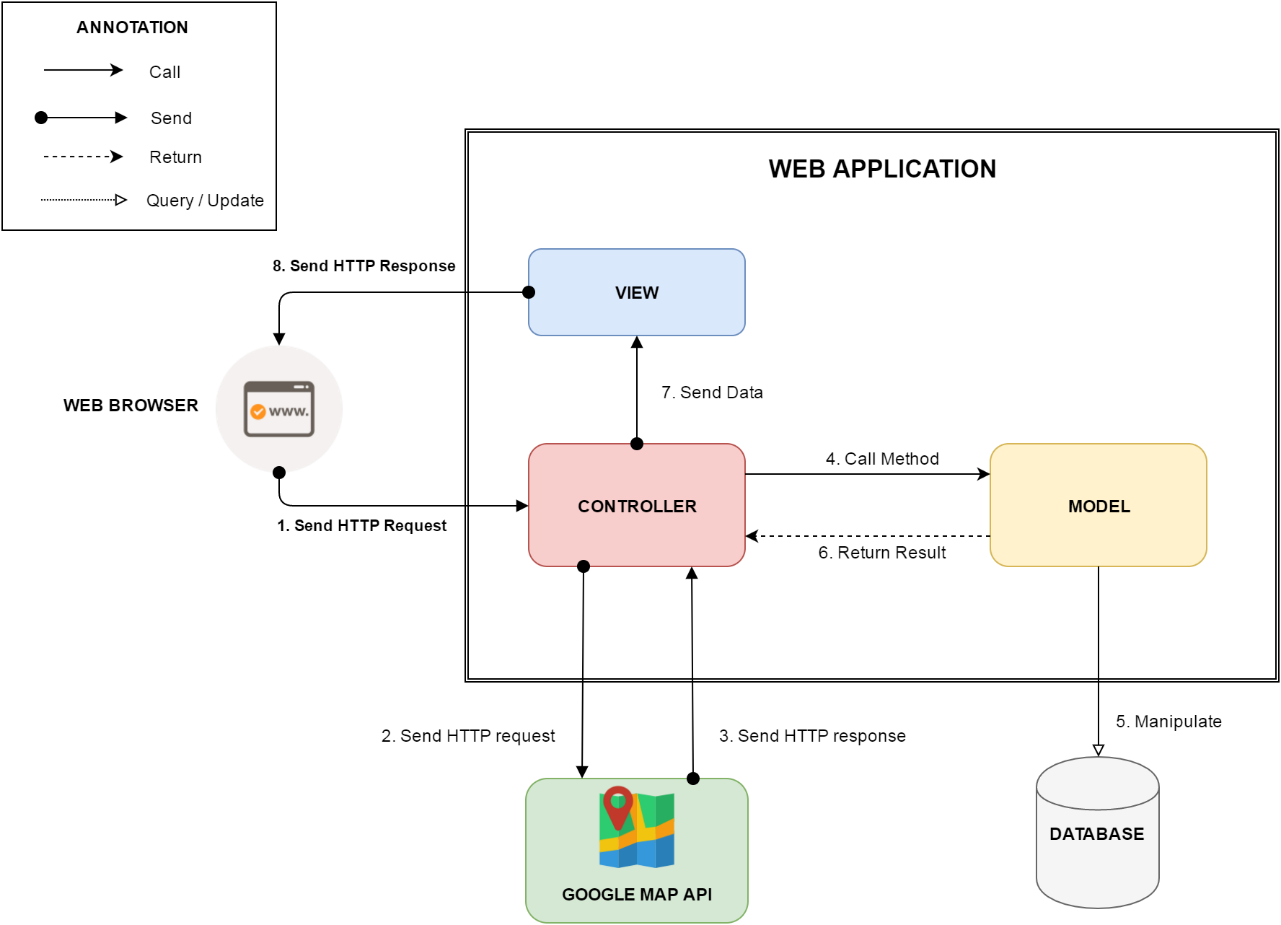 ANNOTATION
Call
Send
Return
Query / Update
WEB APPLICATION
8. Send HTTP Response
VIEW
7. Send Data
WEB BROWSER
www.
4. Call Method
CONTROLLER
MODEL
1. Send HTTP Request
6. Return Result
5. Manipulate
2. Send HTTP request
3. Send HTTP response
DATABASE
GOOGLE MAP API